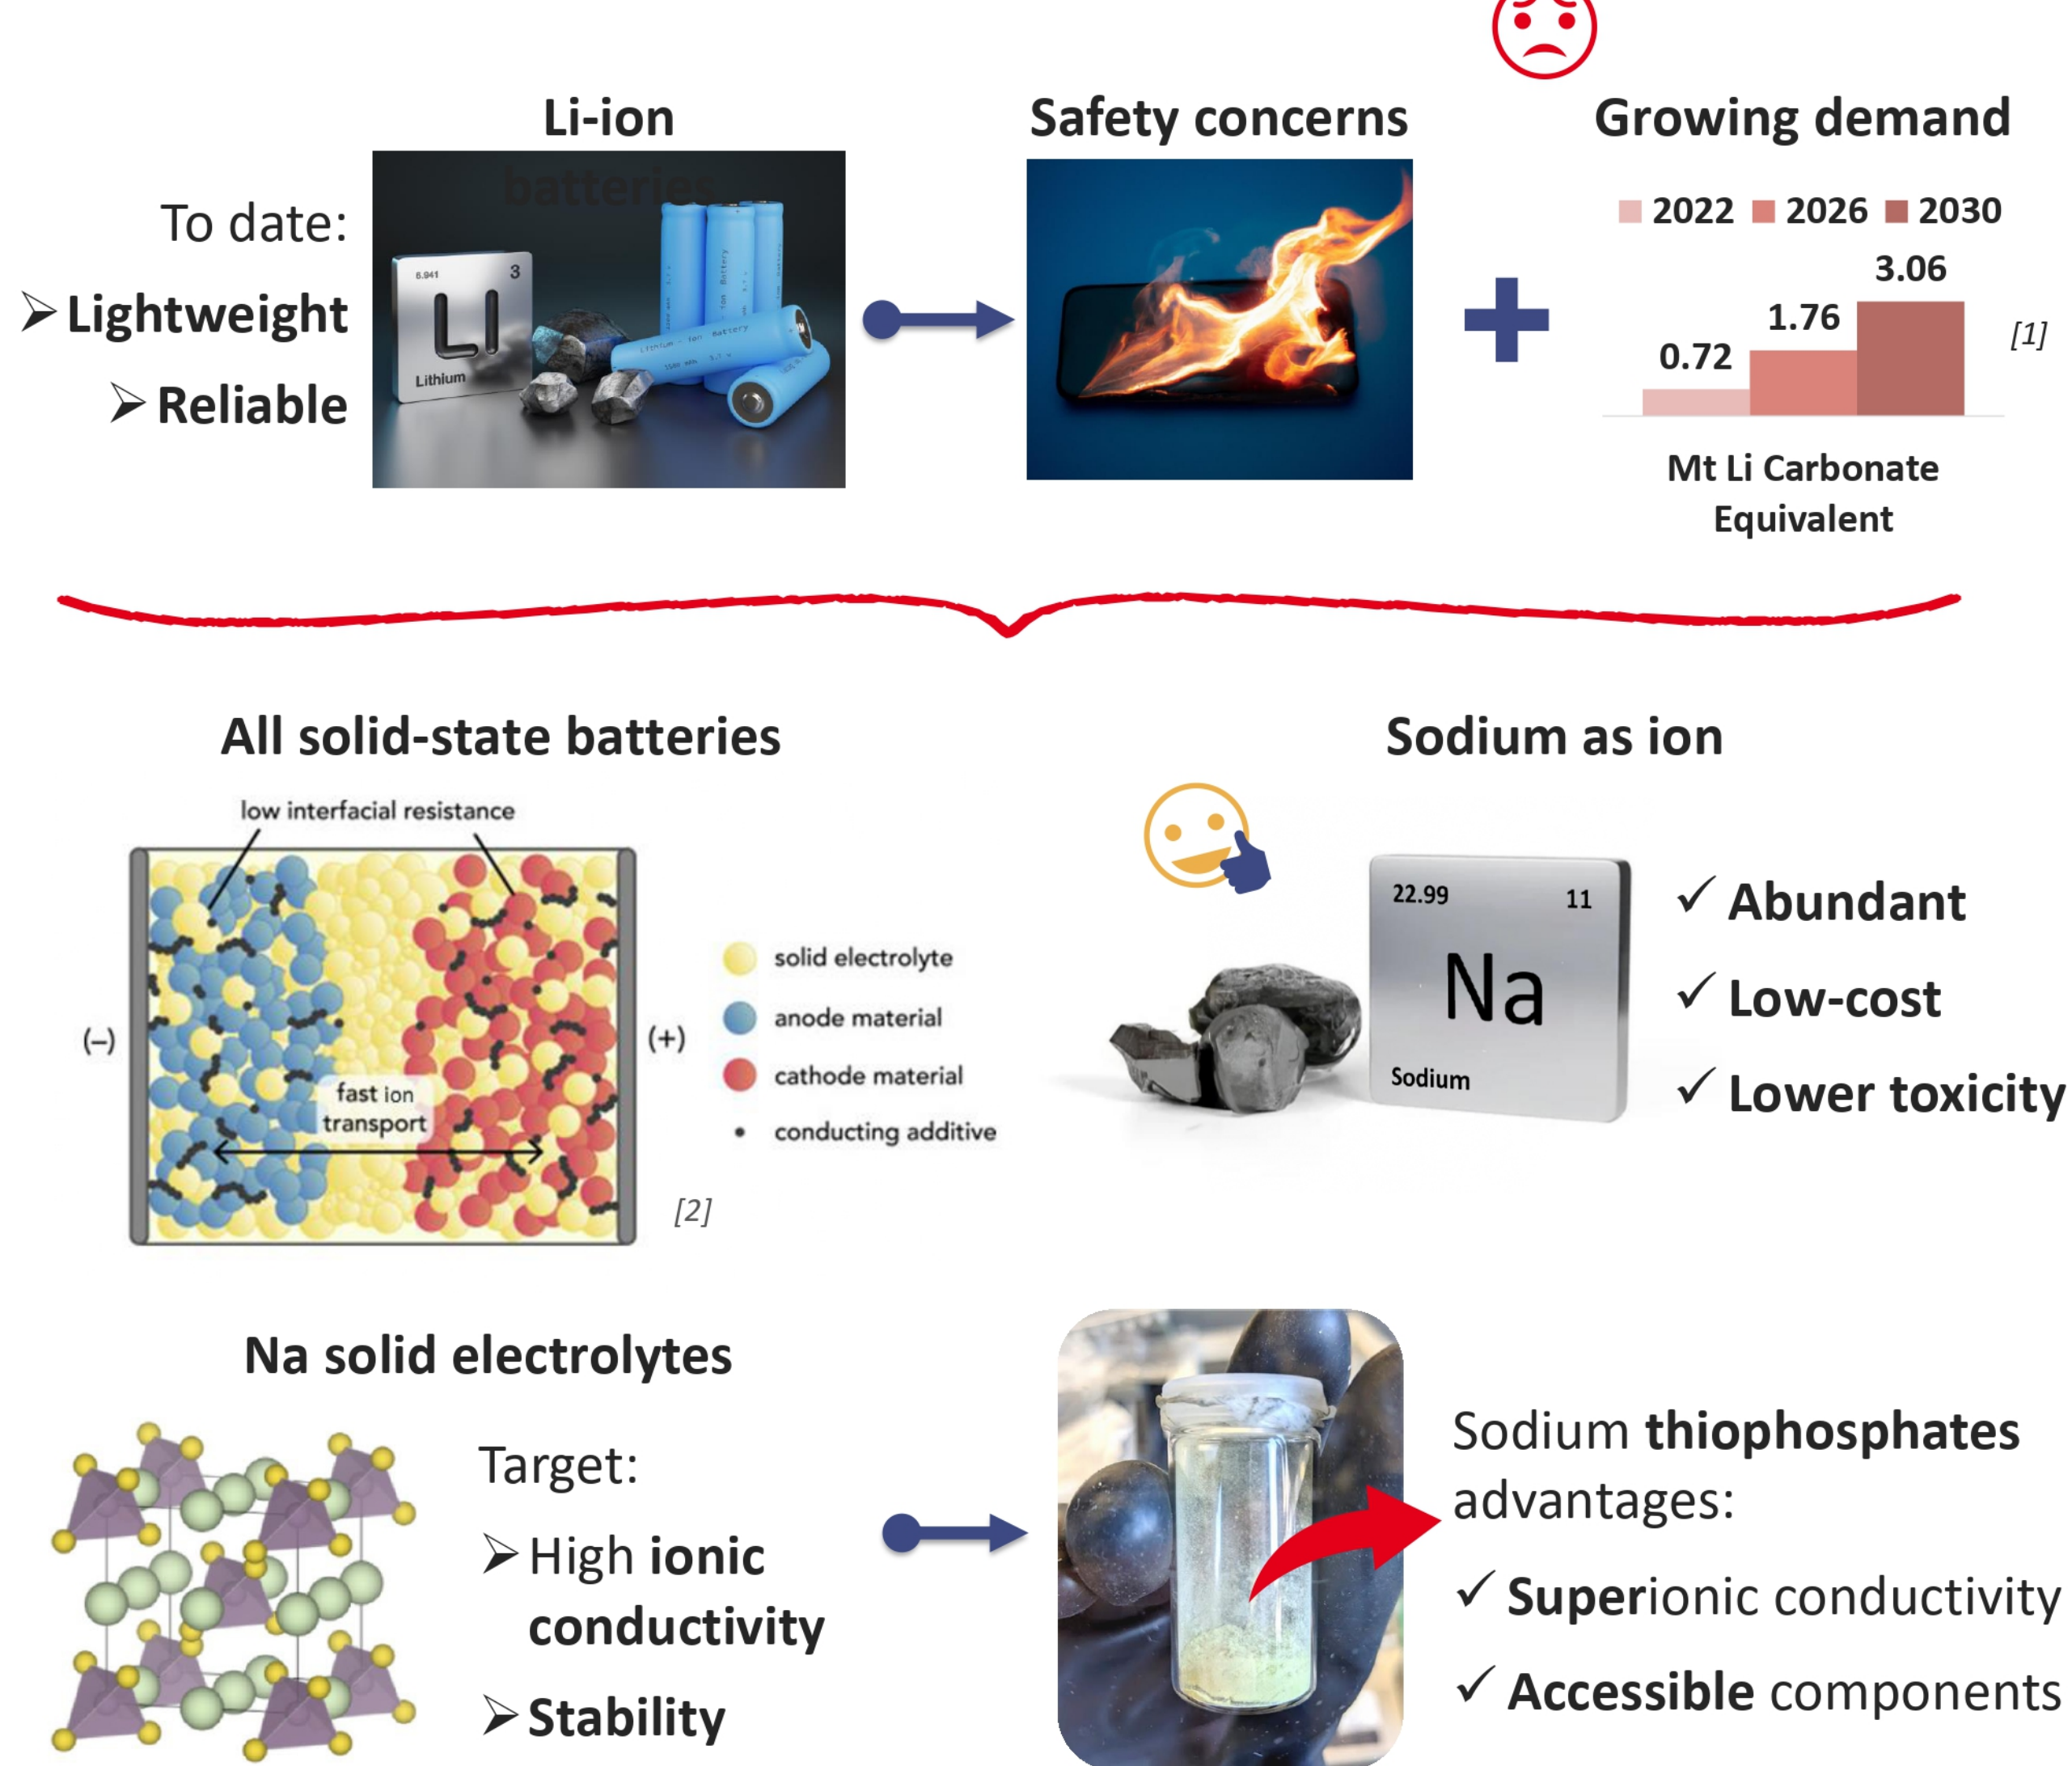 Li-ion
batteries
To date:
➢ Lightweight
➢ Reliable
6.941 3
LI
Lithium
Lithium - ion Battery
Safety concerns
Growing demand
2022 2026 2030
0.72
1.76
3.06
[1]
Mt Li Carbonate
Equivalent
All solid-state batteries
low interfacial resistance
(–)
(+)
fast ion
transport
solid electrolyte
anode material
cathode material
conducting additive
[2]
Sodium as ion
22.99 11
Na
Sodium
✓ Abundant
✓ Low-cost
✓ Lower toxicity
Na solid electrolytes
Target:
➢ High ionic
conductivity
➢ Stability
Sodium thiophosphates
advantages:
✓ Superionic conductivity
✓ Accessible components